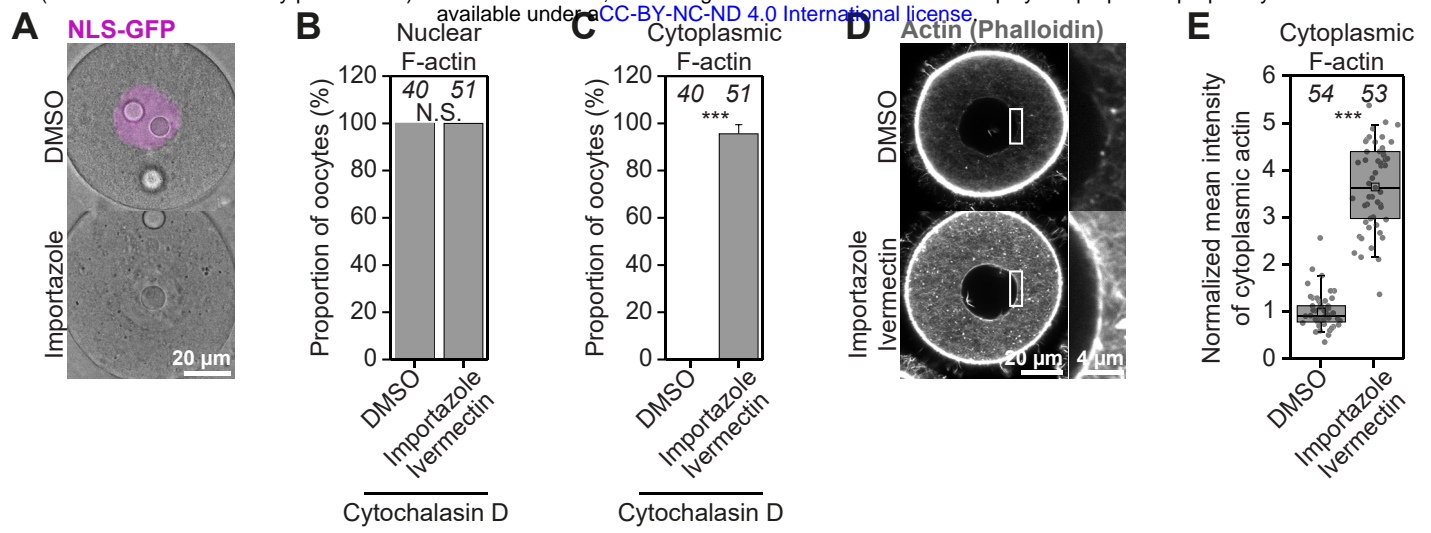 available under aCC-BY-NC-ND 4.0 International license.
A
NLS-GFP
DMSO
Importazole
20 µm
B
Nuclear
F-actin
Proportion of oocytes (%)
120
100
80
60
40
20
0
40 51
N.S.
DMSO
Importazole
Ivermectin
Cytochalasin D
C
Cytoplasmic
F-actin
Proportion of oocytes (%)
120
100
80
60
40
20
0
40 51
***
DMSO
Importazole
Ivermectin
Cytochalasin D
D
Actin (Phalloidin)
DMSO
Importazole
Ivermectin
20 µm
4 µm
E
Cytoplasmic
F-actin
Normalized mean intensity
of cytoplasmic actin
6
5
4
3
2
1
0
54 53
***
DMSO
Importazole
Ivermectin